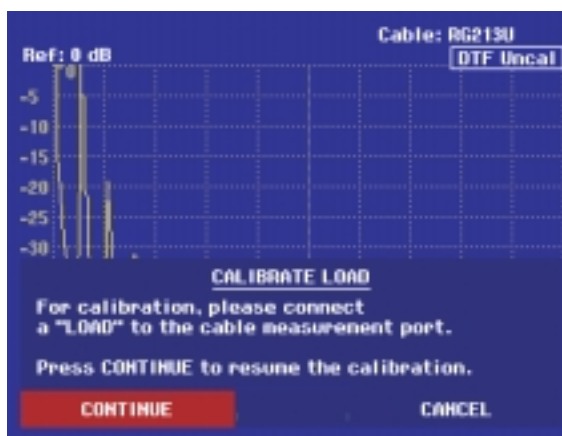 Cable: RG213U
Ref: 0 dB
DTF Uncal
0
-5
-10
-15
-20
-25
-30
CALIBRATE LOAD
For calibration, please connect
a "LOAD" to the cable measurement port.
Press CONTINUE to resume the calibration.
CONTINUE
CANCEL